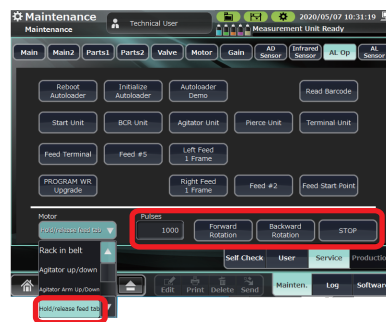 Maintenance
Maintenance
Technical User
2020/05/07 10:31:19
Measurement Unit Ready
Main Main2 Parts1 Parts2 Valve Motor Gain AD Sensor Infrared Sensor AL Op AL Sensor
Reboot Autoloader
Initialize Autoloader
Autoloader Demo
Read Barcode
Start Unit
BCR Unit
Agitator Unit
Pierce Unit
Terminal Unit
Feed Terminal
Feed #5
Left Feed 1 Frame
PROGRAM WR Upgrade
Right Feed 1 Frame
Feed #2
Feed Start Point
Motor
Pulses
Hold/release feed tab
1000
Forward Rotation
Backward Rotation
STOP
Rack in belt
Agitator up/down
Agitator Arm Up/Down
Hold/release feed tab
Self Check
User
Service
Productio
Edit
Print
Delete
Send
Mainten.
Log
Software